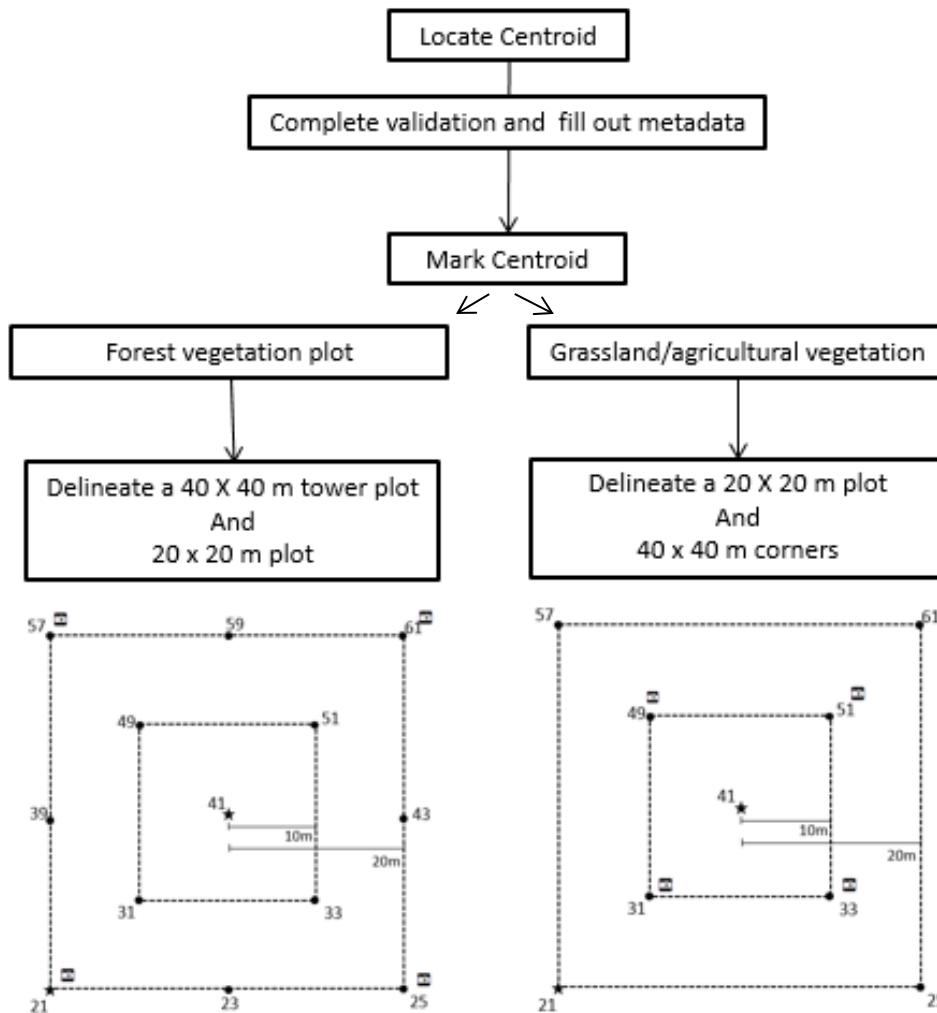 Locate Centroid
Complete validation and fill out metadata
Mark Centroid
Forest vegetation plot
Grassland/agricultural vegetation
Delineate a 40 X 40 m tower plot
And
20 x 20 m plot
Delineate a 20 X 20 m plot
And
40 x 40 m corners
57
59
61
49
51
41
39
43
10m
20m
31
33
21
23
25
57
61
49
51
41
10m
20m
31
33
21